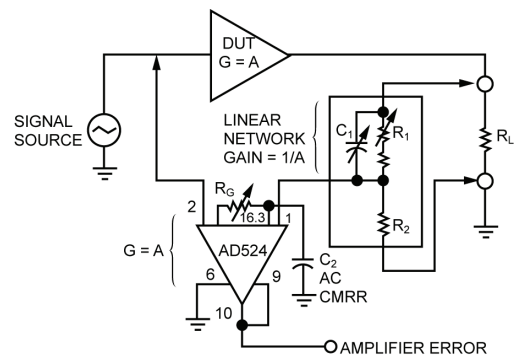 DUT
G = A
SIGNAL
SOURCE
LINEAR
NETWORK
GAIN = 1/A
C1
R1
RL
R2
RG
2
16.3
1
G = A
AD524
6
9
10
C2
AC
CMRR
AMPLIFIER ERROR